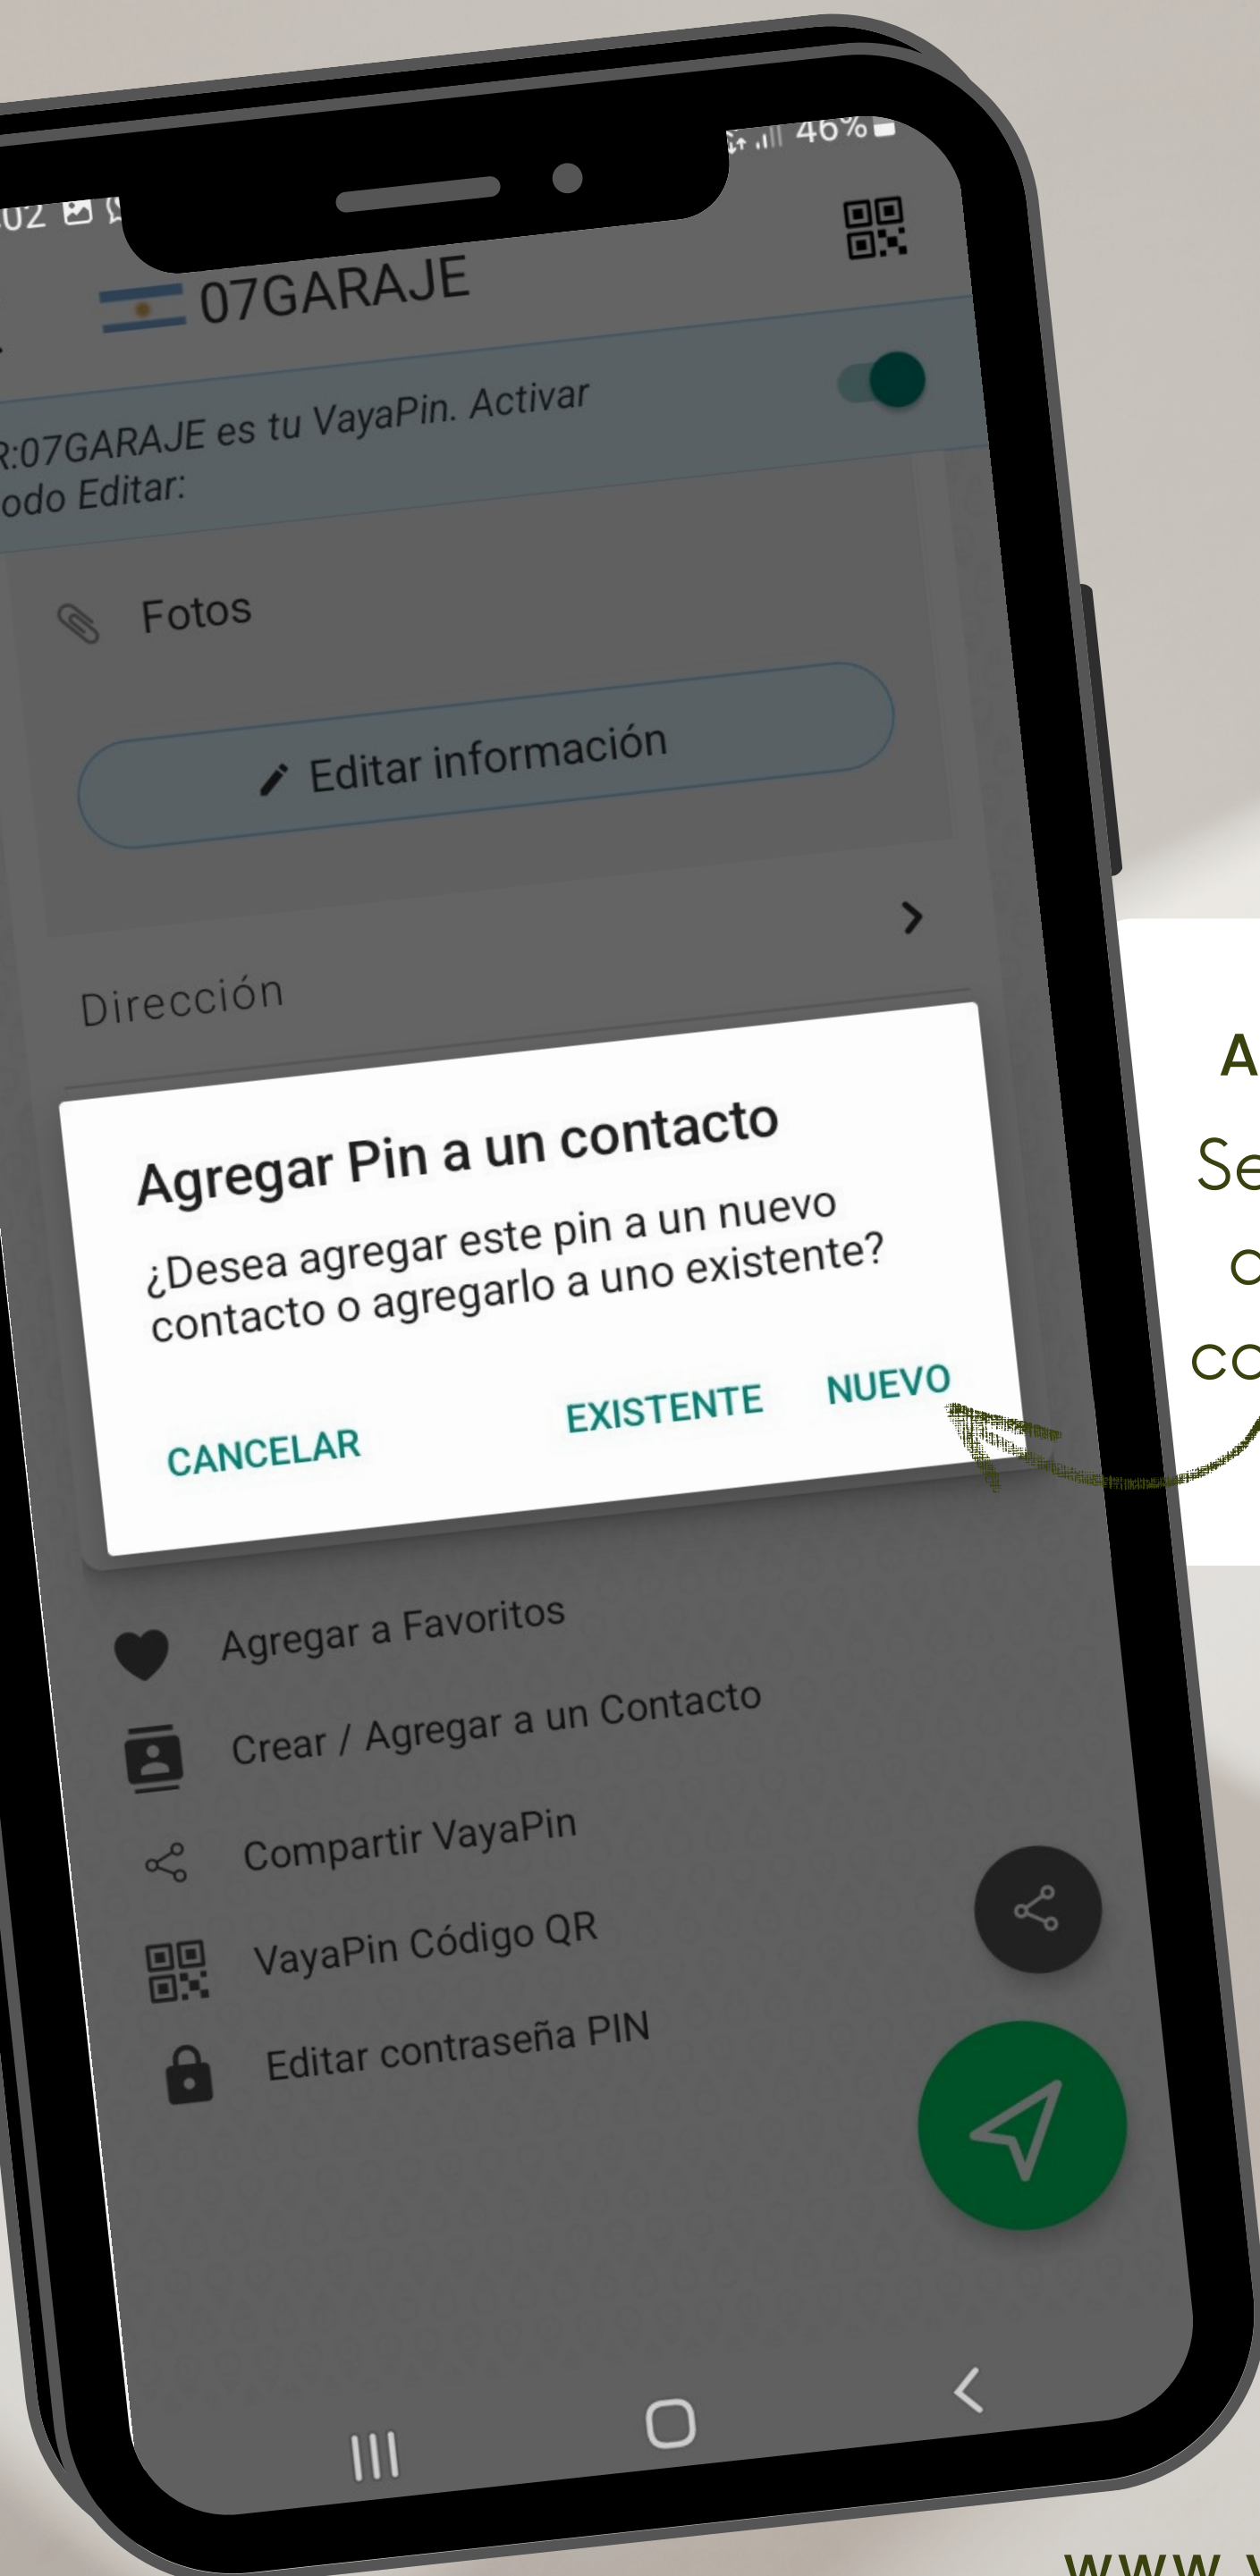 46%
07GARAJE
R:07GARAJE es tu VayaPin. Activar
odo Editar:
Fotos
Editar información
Dirección
Agregar Pin a un contacto
¿Desea agregar este pin a un nuevo
contacto o agregarlo a uno existente?
CANCELAR EXISTENTE NUEVO
Agregar a Favoritos
Crear / Agregar a un Contacto
Compartir VayaPin
VayaPin Código QR
Editar contraseña PIN